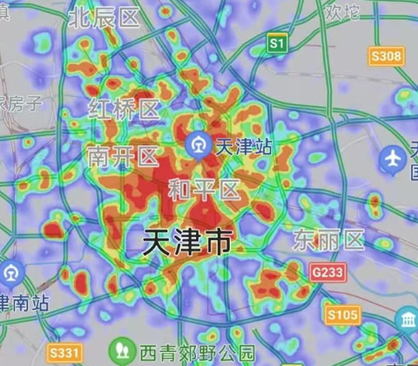 北辰区
欢坨
S1
S308
家房子
红桥区
南开区
天津站
和平区
天津市
东丽区
G233
津南站
S105
S331
西青郊野公园